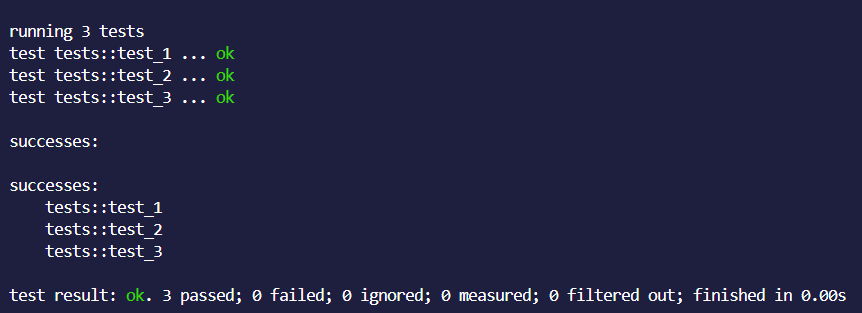 running 3 tests
test tests::test_1 ... ok
test tests::test_2 ... ok
test tests::test_3 ... ok
successes:
successes:
tests::test_1
tests::test_2
tests::test_3
test result: ok. 3 passed; 0 failed; 0 ignored; 0 measured; 0 filtered out; finished in 0.00s